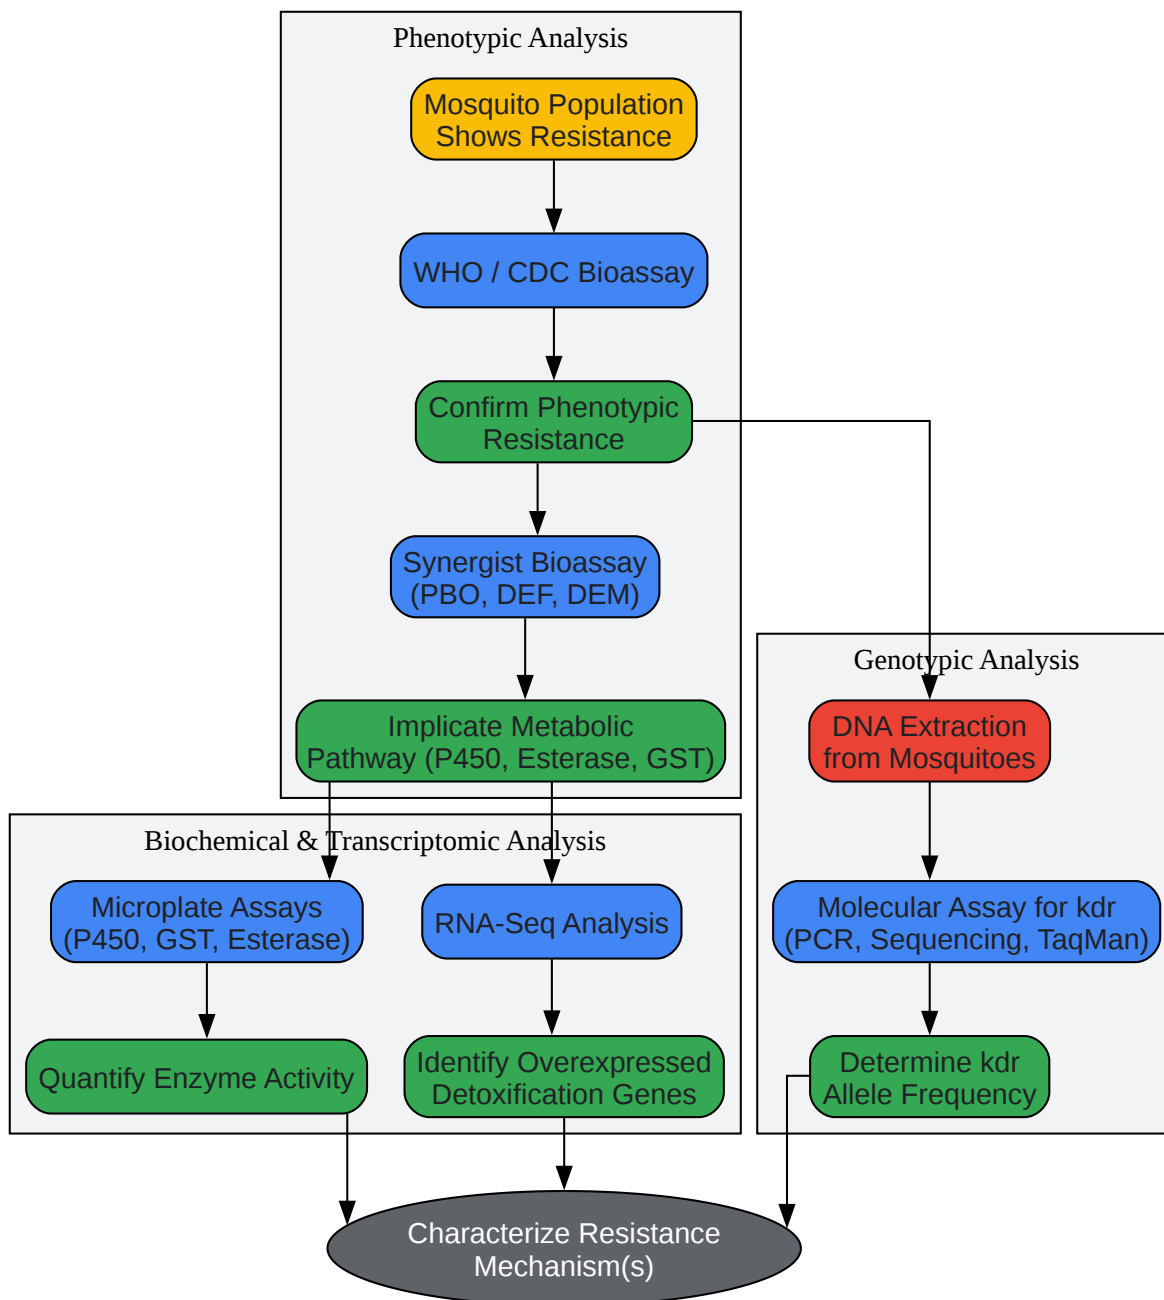 Phenotypic Analysis
Mosquito Population
Shows Resistance
WHO / CDC Bioassay
Confirm Phenotypic
Resistance
Synergist Bioassay
(PBO, DEF, DEM)
Implicate Metabolic
Pathway (P450, Esterase, GST)
Genotypic Analysis
DNA Extraction
from Mosquitoes
Molecular Assay for kdr
(PCR, Sequencing, TaqMan)
Determine kdr
Allele Frequency
Biochemical & Transcriptomic Analysis
Microplate Assays
(P450, GST, Esterase)
Quantify Enzyme Activity
RNA-Seq Analysis
Identify Overexpressed
Detoxification Genes
Characterize Resistance
Mechanism(s)